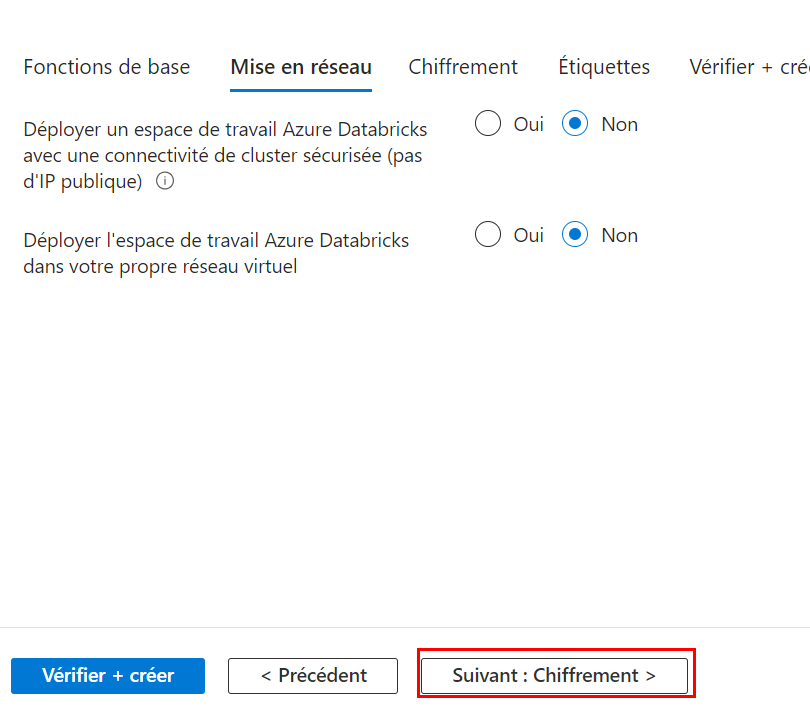 Fonctions de base Mise en réseau Chiffrement Étiquettes Vérifier + cré
Déployer un espace de travail Azure Databricks
avec une connectivité de cluster sécurisée (pas
d'IP publique)
Oui Non
Déployer l'espace de travail Azure Databricks
dans votre propre réseau virtuel
Oui Non
Vérifier + créer < Précédent Suivant : Chiffrement >